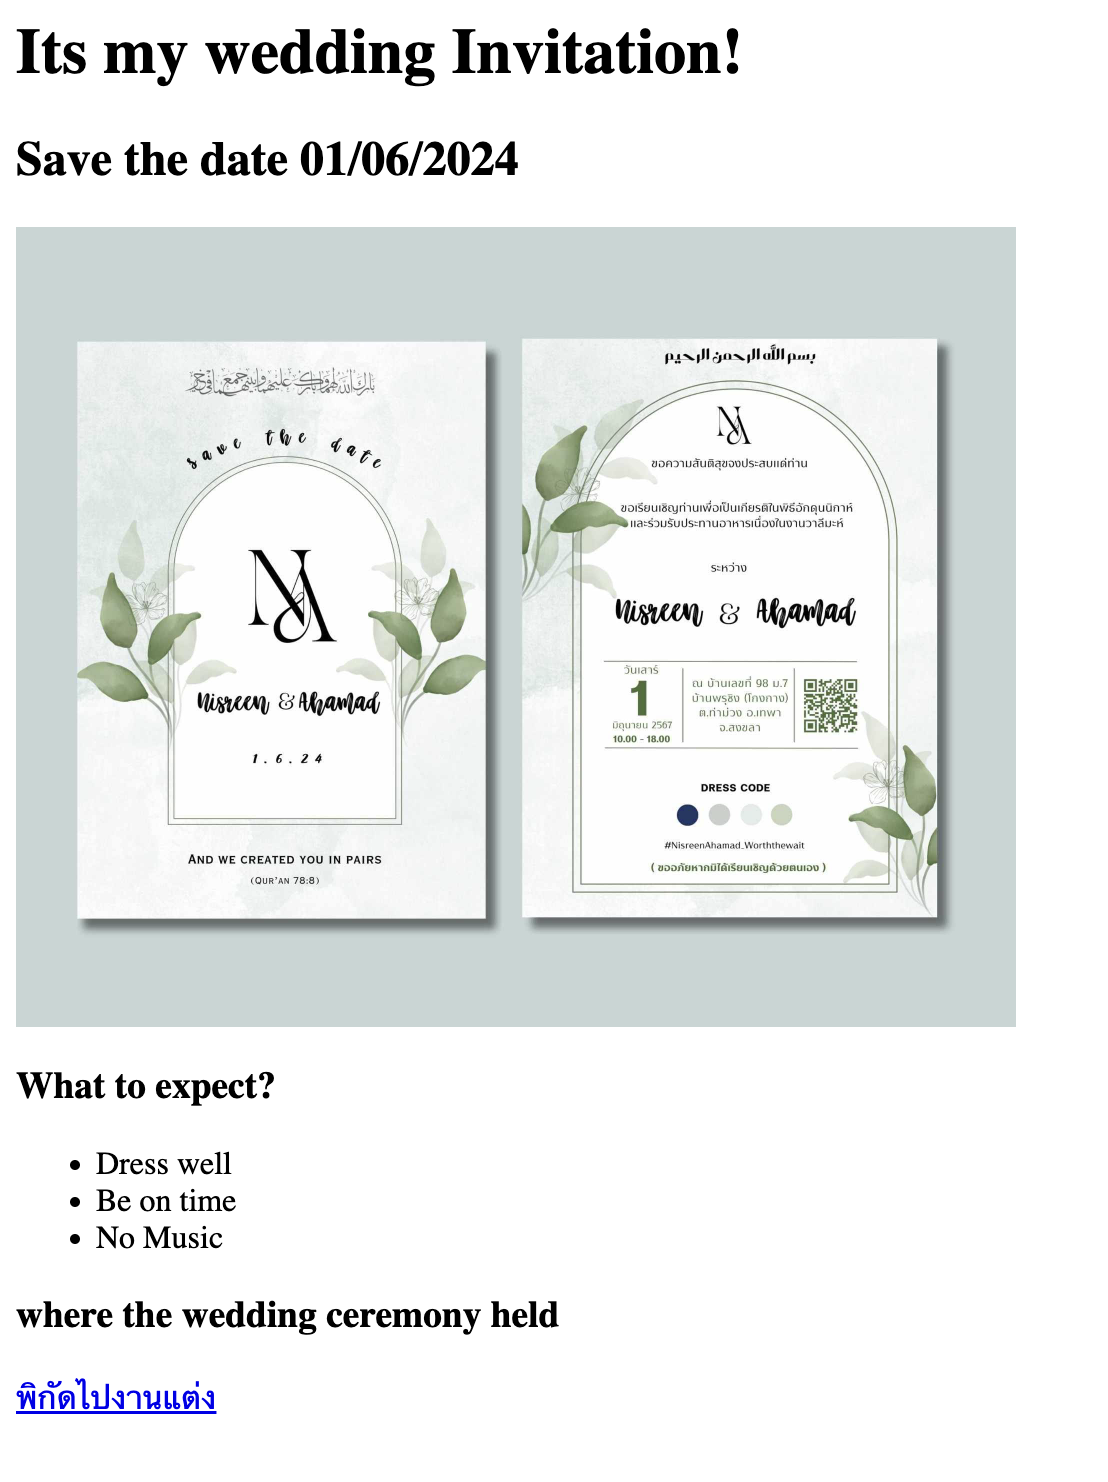 Its my wedding Invitation!
Save the date 01/06/2024
save the date
NA
Nisreen & Ahamad
1.6.24
AND WE CREATED YOU IN PAIRS
(QUR'AN 78:8)
بسم الله الرحمن الرحيم
NA
ขอความสันติสุขของประสบแด่ท่าน
ขอเรียนเชิญท่านเพื่อเป็นเกียรติในพิธีอักดุนนิกาห์
และร่วมรับประทานอาหารเนื่องในงานวาลีมะห์
ระหว่าง
Nisreen & Ahamad
วันเสาร์
1
มิถุนายน 2567
10.00 - 18.00
ณ บ้านเลขที่ 98 ม.7
บ้านพรุชิง (โกงกาง)
ต.ท่าม่วง อ.เทพา
จ.สงขลา
DRESS CODE
#NisreenAhamad_Worththewait
( ขออภัยหากมิได้เรียนเชิญด้วยตนเอง )
What to expect?
• Dress well
• Be on time
• No Music
where the wedding ceremony held
พิกัดไปงานแต่ง